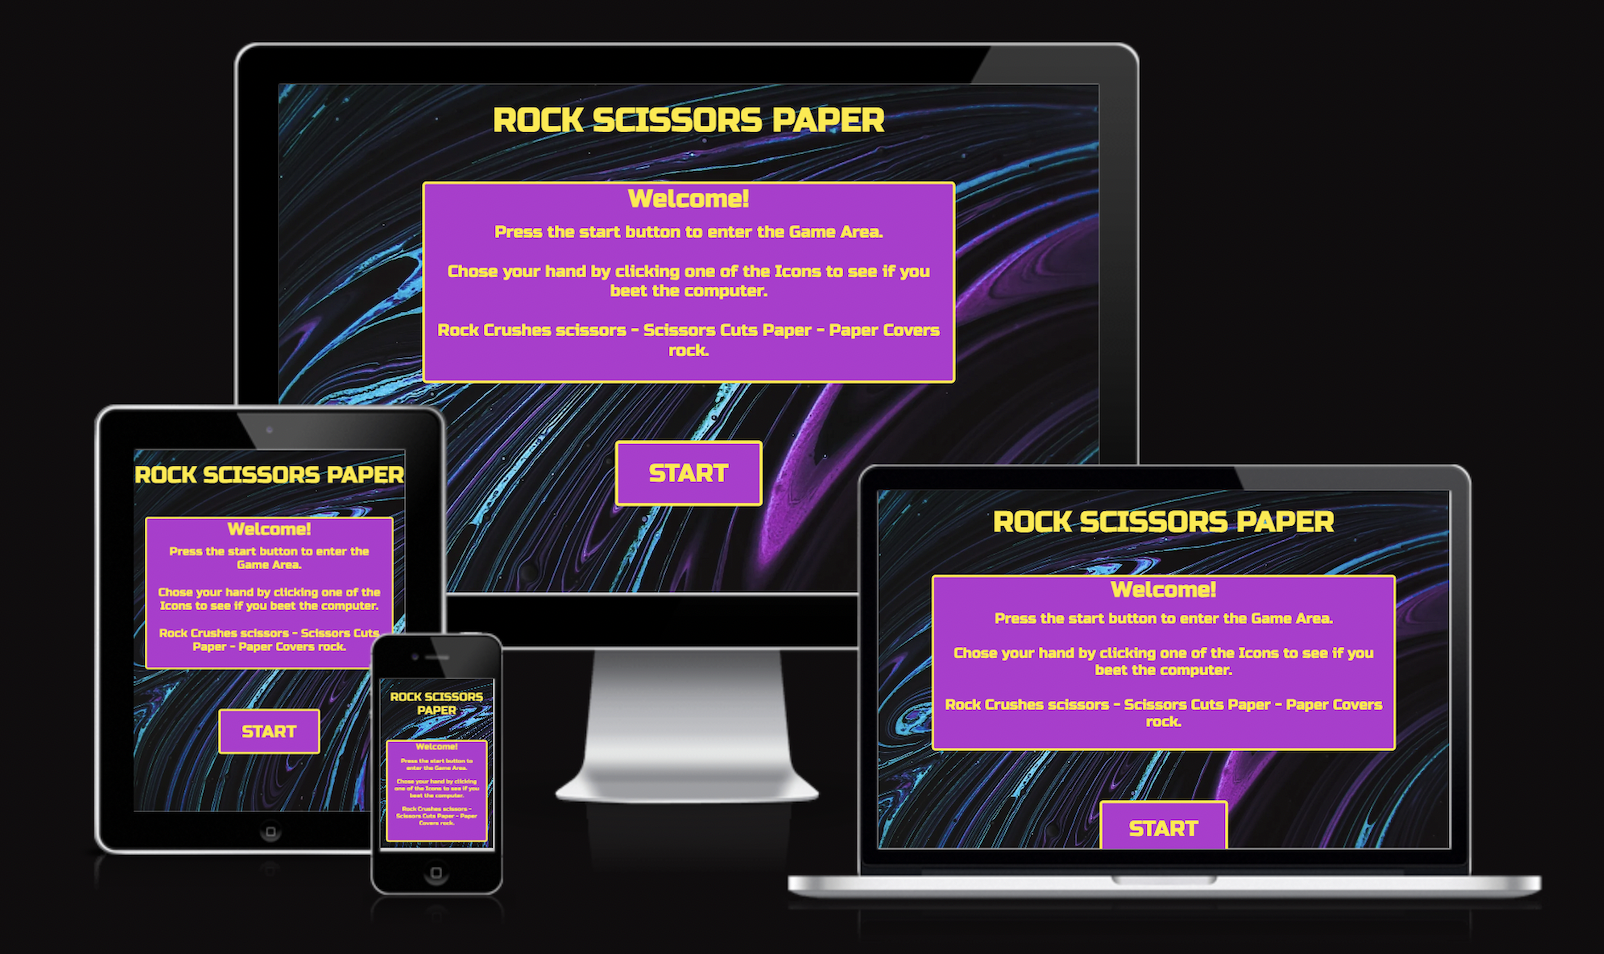 ROCK SCISSORS PAPER
Welcome!
Press the start button to enter the Game Area.
Chose your hand by clicking one of the Icons to see if you
beet the computer.
Rock Crushes scissors - Scissors Cuts Paper - Paper Covers
rock.
START
ROCK SCISSORS PAPER
Welcome!
Press the start button to enter the
Game Area.
Chose your hand by clicking one of the
Icons to see if you beet the computer.
Rock Crushes scissors - Scissors Cuts
Paper - Paper Covers rock.
START
ROCK SCISSORS
PAPER
Welcome!
Press the start button to
enter the Game Area.
Chose your hand by clicking
one of the Icons to see if you
beet the computer.
Rock Crushes scissors -
Scissors Cuts Paper - Paper
Covers rock.
ROCK SCISSORS PAPER
Welcome!
Press the start button to enter the Game Area.
Chose your hand by clicking one of the Icons to see if you
beet the computer.
Rock Crushes scissors - Scissors Cuts Paper - Paper Covers
rock.
START